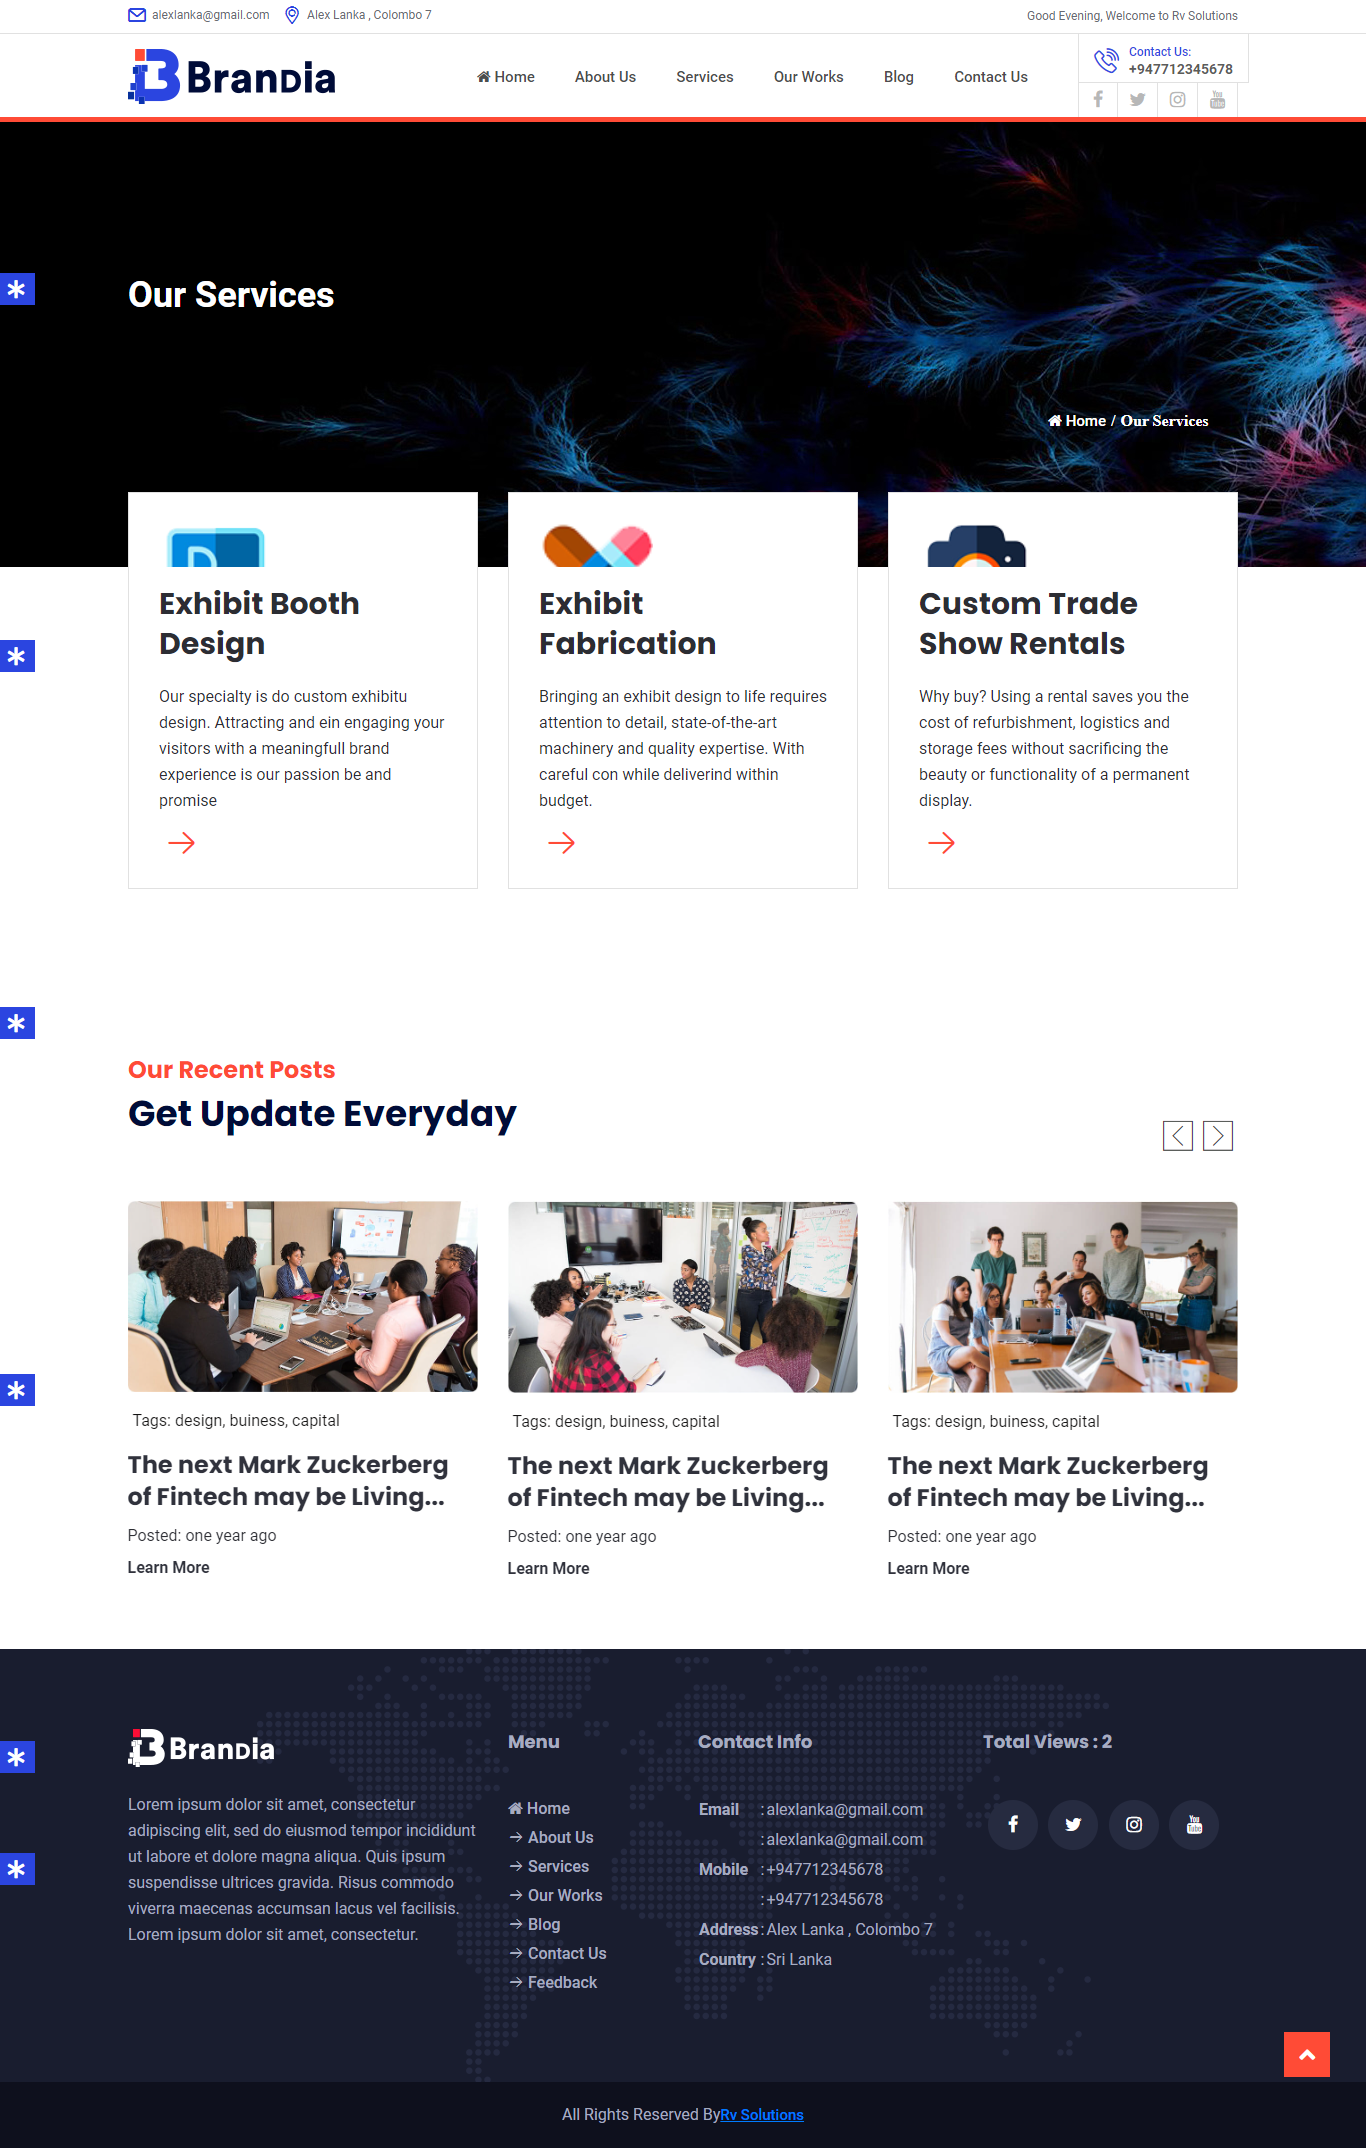 alexlanka@gmail.com Alex Lanka , Colombo 7 Good Evening, Welcome to Rv Solutions
BranDia
Home About Us Services Our Works Blog Contact Us
Contact Us:
+947712345678
Our Services
Home / Our Services
Exhibit Booth
Design
Our specialty is do custom exhibitu
design. Attracting and ein engaging your
visitors with a meaningfull brand
experience is our passion be and
promise
Exhibit
Fabrication
Bringing an exhibit design to life requires
attention to detail, state-of-the-art
machinery and quality expertise. With
careful con while deliverind within
budget.
Custom Trade
Show Rentals
Why buy? Using a rental saves you the
cost of refurbishment, logistics and
storage fees without sacrificing the
beauty or functionality of a permanent
display.
Our Recent Posts
Get Update Everyday
Tags: design, buiness, capital
The next Mark Zuckerberg
of Fintech may be Living...
Posted: one year ago
Learn More
Tags: design, buiness, capital
The next Mark Zuckerberg
of Fintech may be Living...
Posted: one year ago
Learn More
Tags: design, buiness, capital
The next Mark Zuckerberg
of Fintech may be Living...
Posted: one year ago
Learn More
BranDia
Lorem ipsum dolor sit amet, consectetur
adipiscing elit, sed do eiusmod tempor incididunt
ut labore et dolore magna aliqua. Quis ipsum
suspendisse ultrices gravida. Risus commodo
viverra maecenas accumsan lacus vel facilisis.
Lorem ipsum dolor sit amet, consectetur.
Menu
Home
About Us
Services
Our Works
Blog
Contact Us
Feedback
Contact Info
Email : alexlanka@gmail.com
: alexlanka@gmail.com
Mobile : +947712345678
: +947712345678
Address : Alex Lanka , Colombo 7
Country : Sri Lanka
Total Views : 2
You
Tube
All Rights Reserved ByRv Solutions